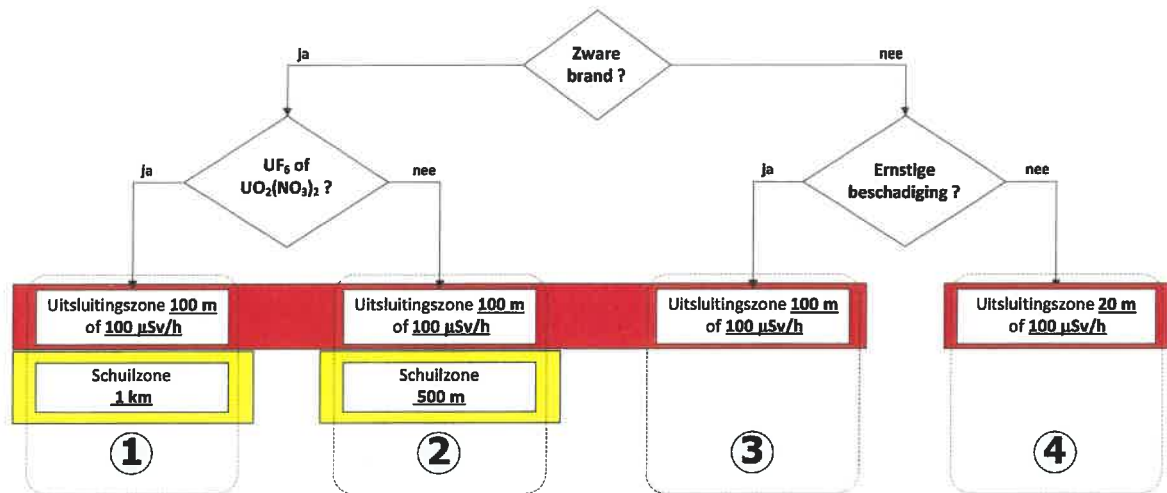 Zware
brand ?
ja
nee
UF₆ of
UO₂(NO₃)₂ ?
ja
nee
Ernstige
beschadiging ?
ja
nee
Uitsluitingszone 100 m
of 100 µSv/h
Uitsluitingszone 100 m
of 100 µSv/h
Uitsluitingszone 100 m
of 100 µSv/h
Uitsluitingszone 20 m
of 100 µSv/h
Schuilzone
1 km
Schuilzone
500 m
①
②
③
④